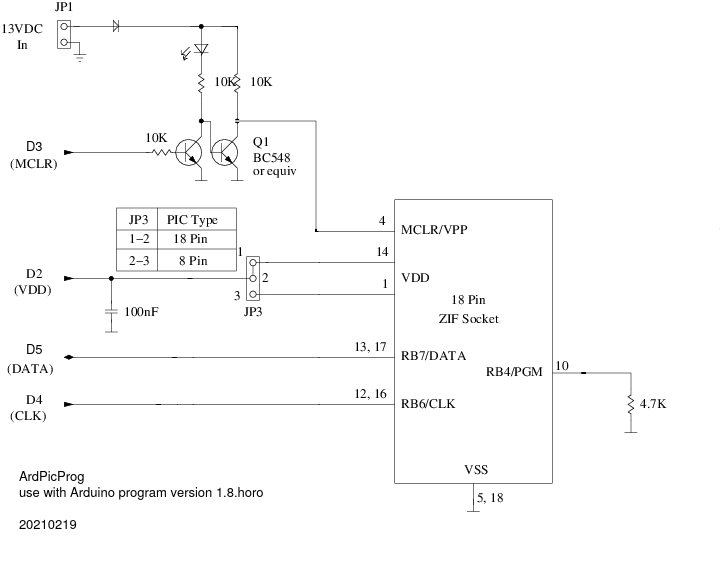 JP1
13VDC
In
10K
10K
10K
D3
(MCLR)
Q1
BC548
or equiv
JP3 PIC Type
1–2 18 Pin
2–3 8 Pin
4
MCLR/VPP
1
14
D2
(VDD)
2
VDD
3
1
100nF
JP3
18 Pin
ZIF Socket
D5
(DATA)
13, 17
RB7/DATA
RB4/PGM
10
D4
(CLK)
12, 16
RB6/CLK
4.7K
VSS
5, 18
ArdPicProg
use with Arduino program version 1.8.horo
20210219